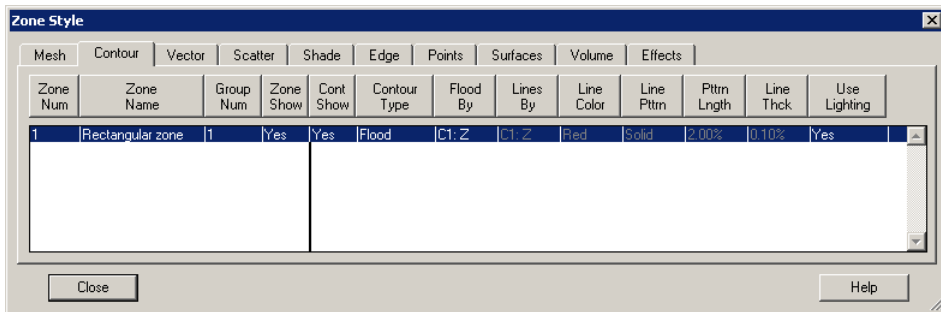 Zone Style
Mesh Contour Vector Scatter Shade Edge Points Surfaces Volume Effects
Zone Num Zone Name Group Num Zone Show Cont Show Contour Type Flood By Lines By Line Color Line Pttrn Pttrn Lngth Line Thck Use Lighting
1 Rectangular zone 1 Yes Yes Flood C1: Z C1: Z Red Solid 2.00% 0.10% Yes
Close Help